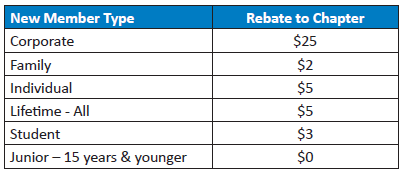 New Member Type Rebate to Chapter
Corporate $25
Family $2
Individual $5
Lifetime - All $5
Student $3
Junior – 15 years & younger $0